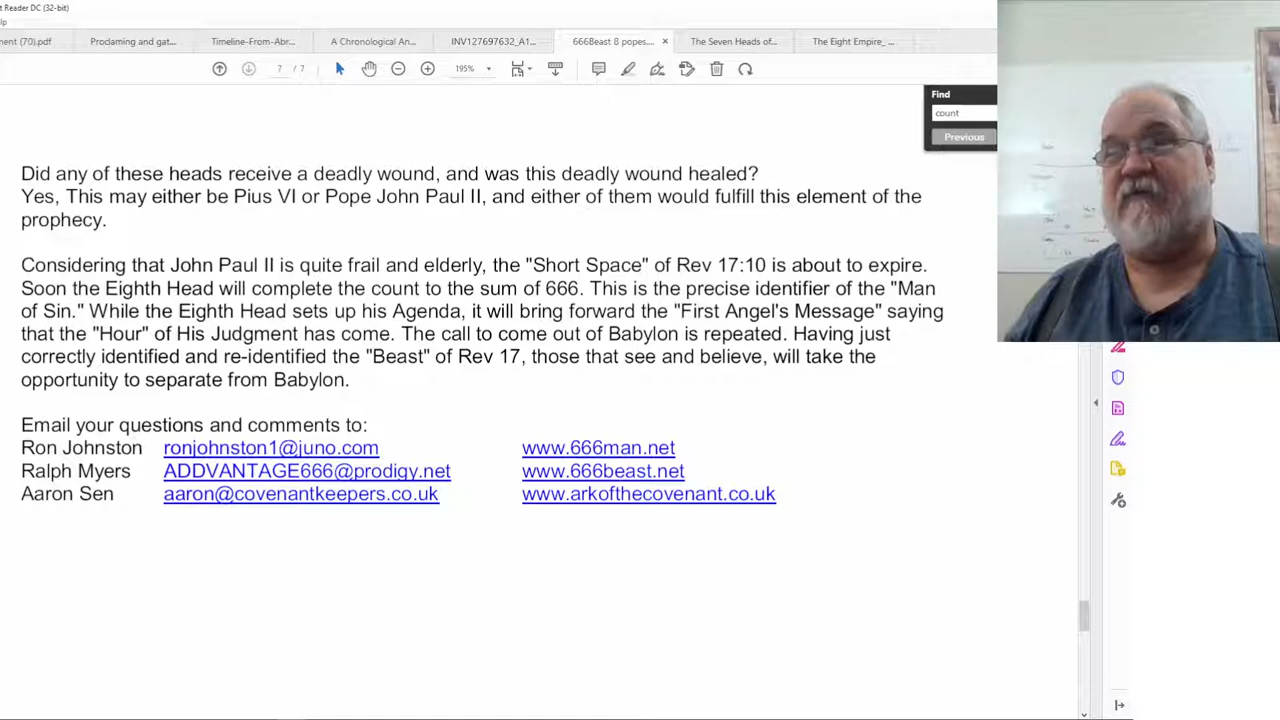 t Reader DC (32-bit)
lp
ment (70).pdf
Proclaming and gat...
Timeline-From-Abr...
A Chronological An...
INV127697632_A1...
666Beast 8 popes....
The Seven Heads of...
The Eight Empire_...
7 / 7
195%
Find
count
Previous
Did any of these heads receive a deadly wound, and was this deadly wound healed?
Yes, This may either be Pius VI or Pope John Paul II, and either of them would fulfill this element of the
prophecy.
Considering that John Paul II is quite frail and elderly, the "Short Space" of Rev 17:10 is about to expire.
Soon the Eighth Head will complete the count to the sum of 666. This is the precise identifier of the "Man
of Sin." While the Eighth Head sets up his Agenda, it will bring forward the "First Angel's Message" saying
that the "Hour" of His Judgment has come. The call to come out of Babylon is repeated. Having just
correctly identified and re-identified the "Beast" of Rev 17, those that see and believe, will take the
opportunity to separate from Babylon.
Email your questions and comments to:
Ron Johnston ronjohnston1@juno.com www.666man.net
Ralph Myers ADDVANTAGE666@prodigy.net www.666beast.net
Aaron Sen aaron@covenantkeepers.co.uk www.arkofthecovenant.co.uk